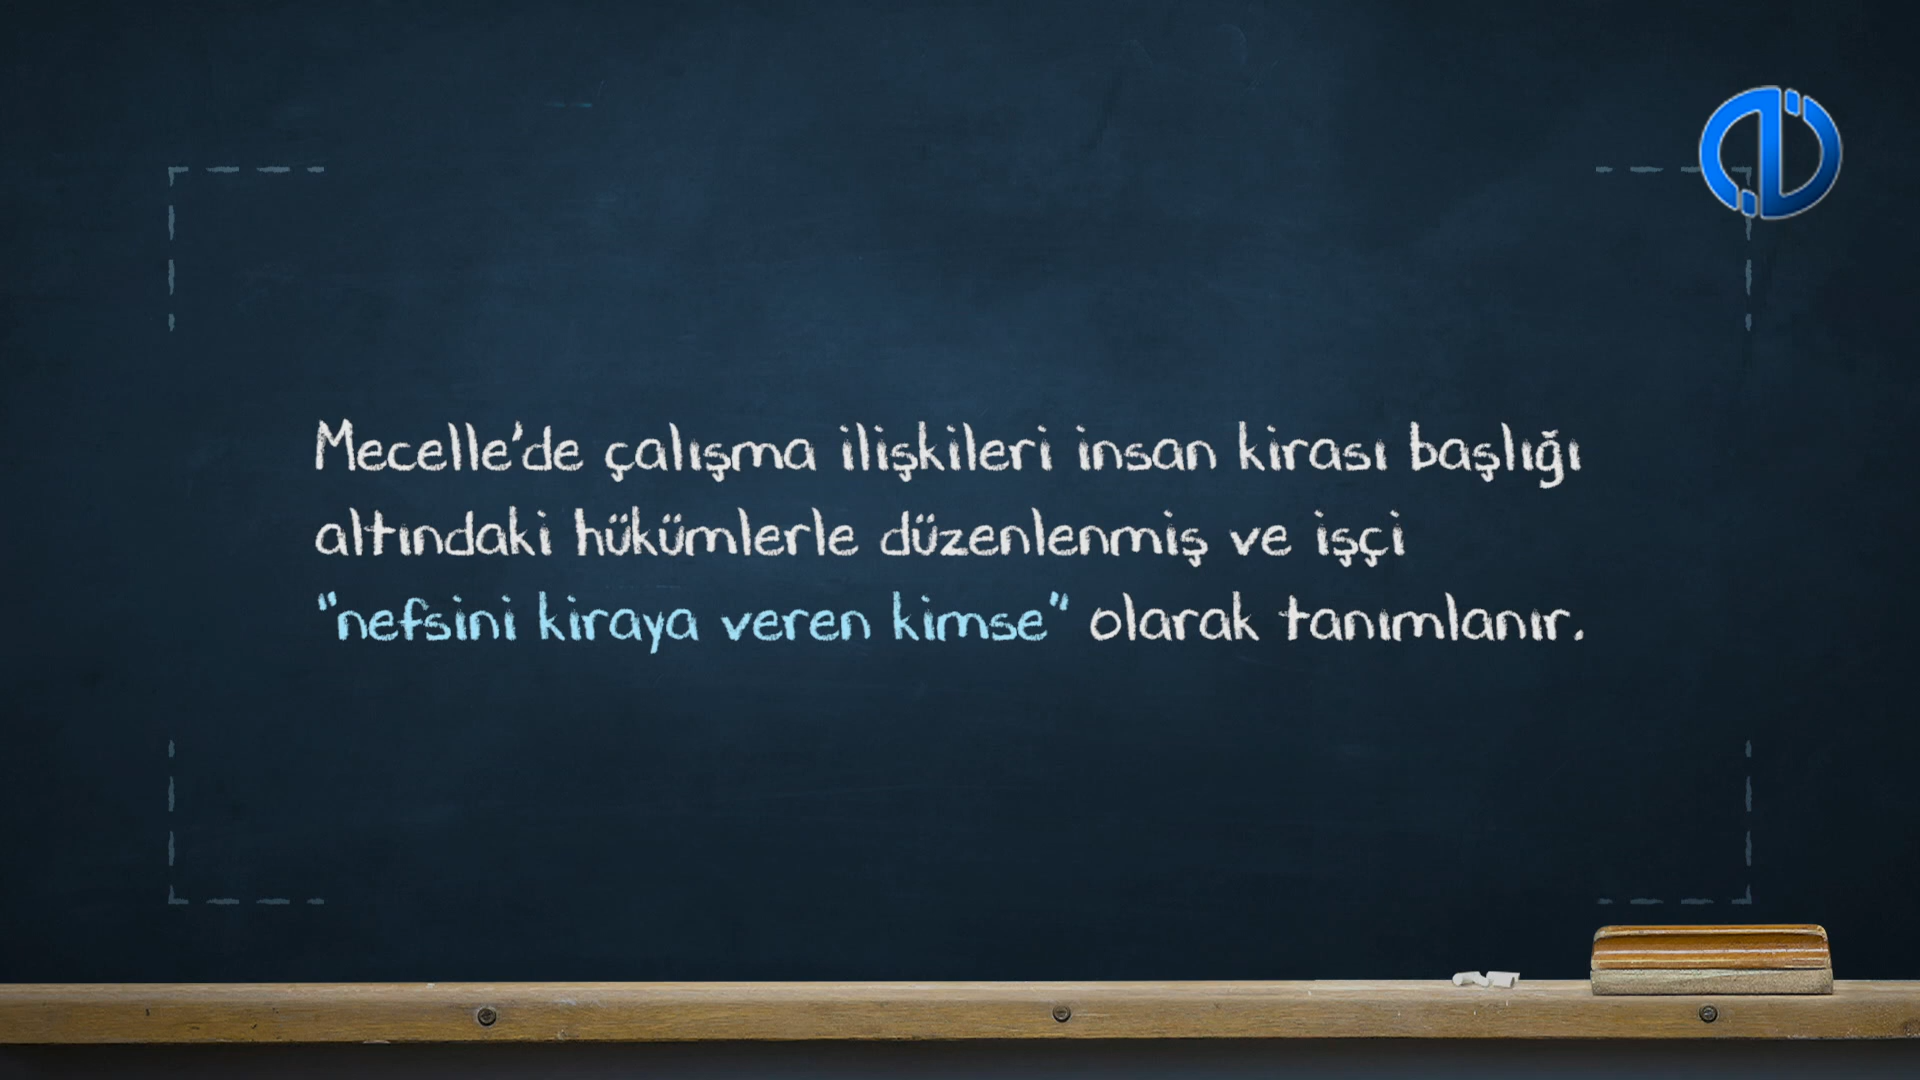 Mecelle'de çalışma ilişkileri insan kirası başlığı
altındaki hükümlerle düzenlenmiş ve işçi
"nefsini kiraya veren kimse" olarak tanımlanır.